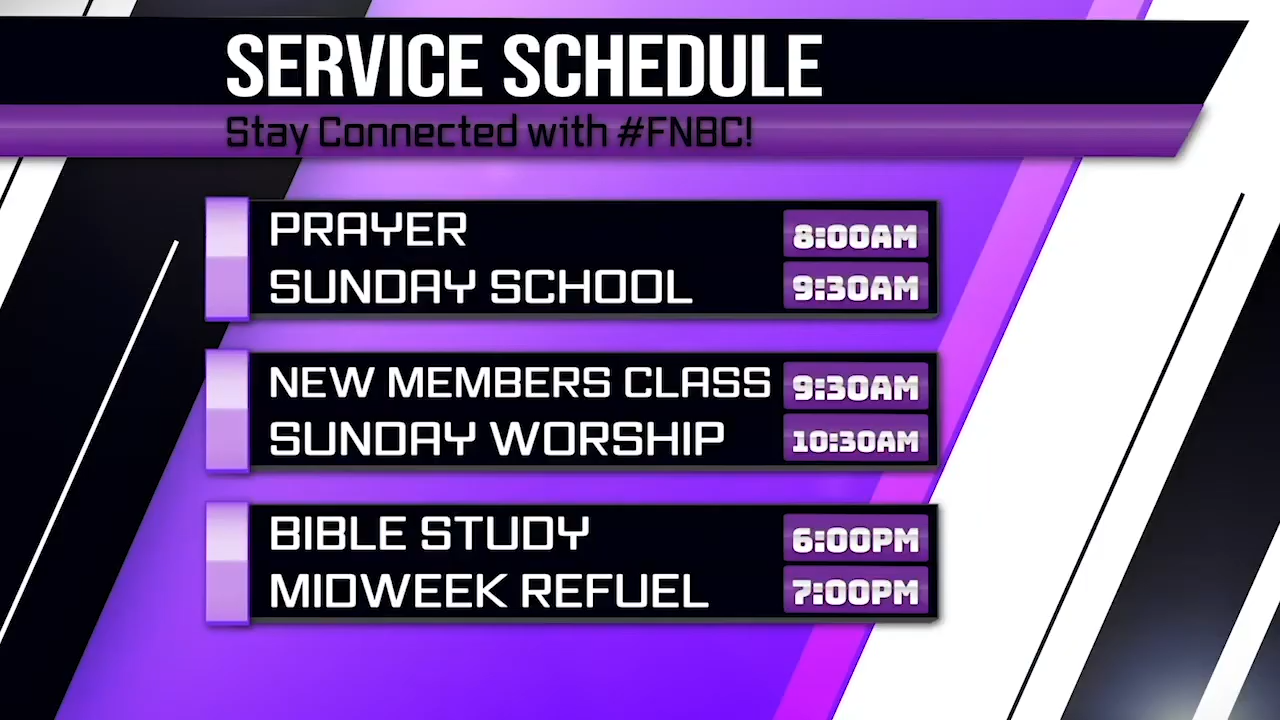 SERVICE SCHEDULE
Stay Connected with #FNBC!
PRAYER 8:00AM
SUNDAY SCHOOL 9:30AM
NEW MEMBERS CLASS 9:30AM
SUNDAY WORSHIP 10:30AM
BIBLE STUDY 6:00PM
MIDWEEK REFUEL 7:00PM